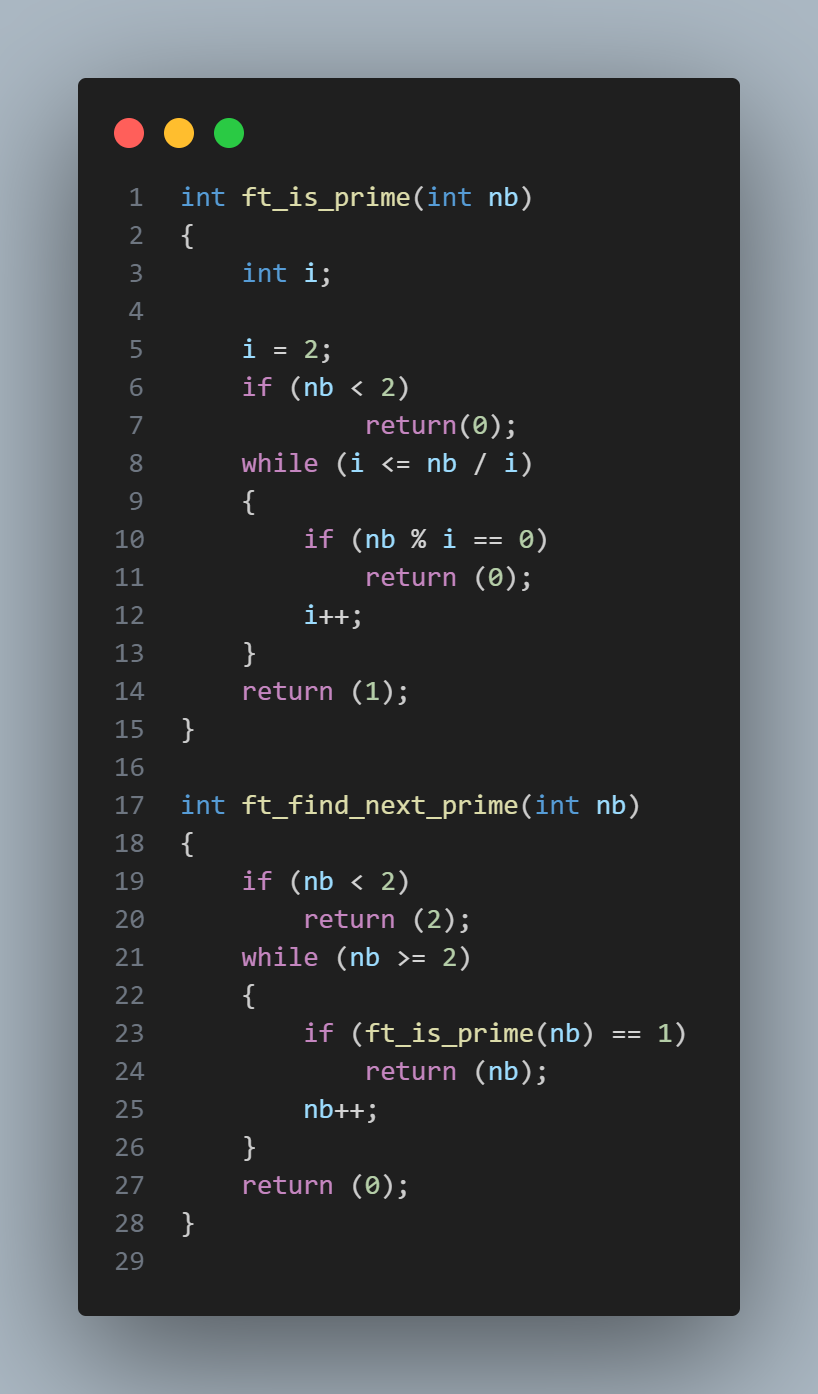 1 int ft_is_prime(int nb)
2 {
3     int i;
4
5     i = 2;
6     if (nb < 2)
7             return(0);
8     while (i <= nb / i)
9     {
10         if (nb % i == 0)
11             return (0);
12         i++;
13     }
14     return (1);
15 }
16
17 int ft_find_next_prime(int nb)
18 {
19     if (nb < 2)
20         return (2);
21     while (nb >= 2)
22     {
23         if (ft_is_prime(nb) == 1)
24             return (nb);
25         nb++;
26     }
27     return (0);
28 }
29